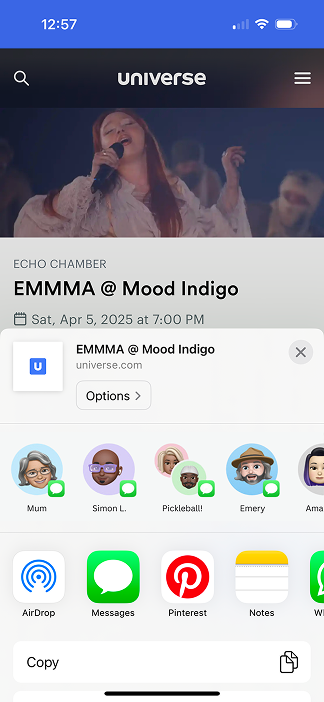 12:57
universe
ECHO CHAMBER
EMMMA @ Mood Indigo
Sat, Apr 5, 2025 at 7:00 PM
U
EMMMA @ Mood Indigo
universe.com
Options
Mum
Simon L.
Pickleball!
Emery
Ama
AirDrop
Messages
Pinterest
Notes
Copy